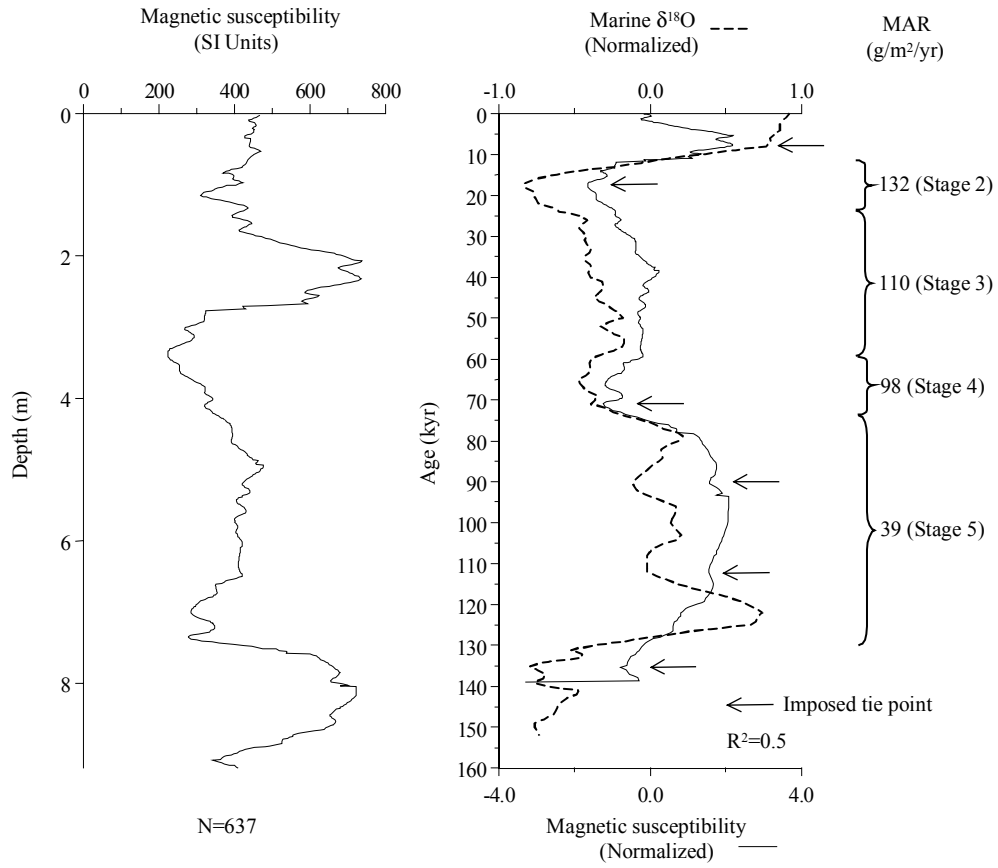 Magnetic susceptibility
(SI Units)
0 200 400 600 800
0
2
4
6
8
Depth (m)
N=637
Marine δ¹⁸O
(Normalized)
-1.0 0.0 1.0
0
10
20
30
40
50
60
70
80
90
100
110
120
130
140
150
160
Age (kyr)
-4.0 0.0 4.0
Magnetic susceptibility
(Normalized)
Imposed tie point
R²=0.5
MAR
(g/m²/yr)
132 (Stage 2)
110 (Stage 3)
98 (Stage 4)
39 (Stage 5)